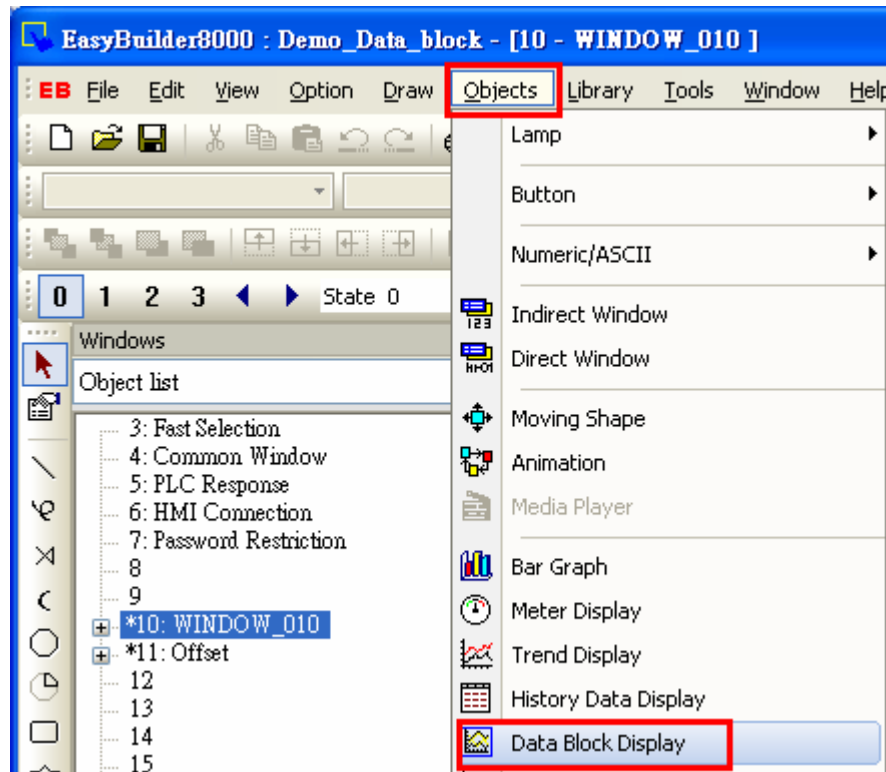 EasyBuilder8000 : Demo_Data_block - [10 - WINDOW_010 ]
EB File Edit View Option Draw Objects Library Tools Window Help
0 1 2 3 State 0
Windows
Object list
3: Fast Selection
4: Common Window
5: PLC Response
6: HMI Connection
7: Password Restriction
8
9
*10: WINDOW_010
*11: Offset
12
13
14
15
Lamp
Button
Numeric/ASCII
Indirect Window
Direct Window
Moving Shape
Animation
Media Player
Bar Graph
Meter Display
Trend Display
History Data Display
Data Block Display